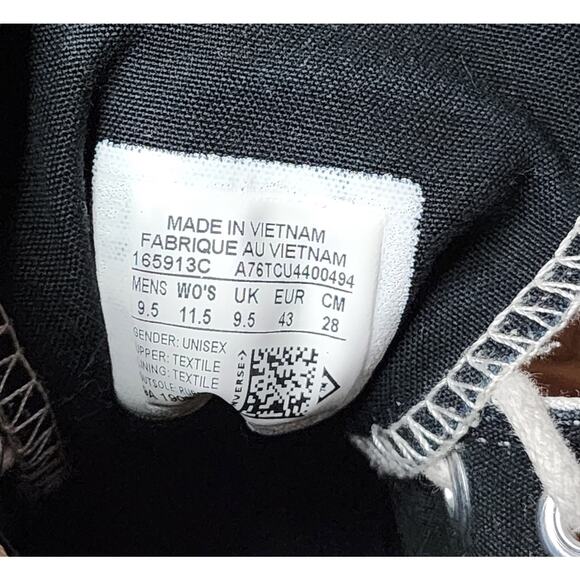 MADE IN VIETNAM
FABRIQUE AU VIETNAM
165913C A76TCU4400494
MENS WO'S UK EUR CM
9.5 11.5 9.5 43 28
GENDER: UNISEX
UPPER: TEXTILE
LINING: TEXTILE
OUTSOLE